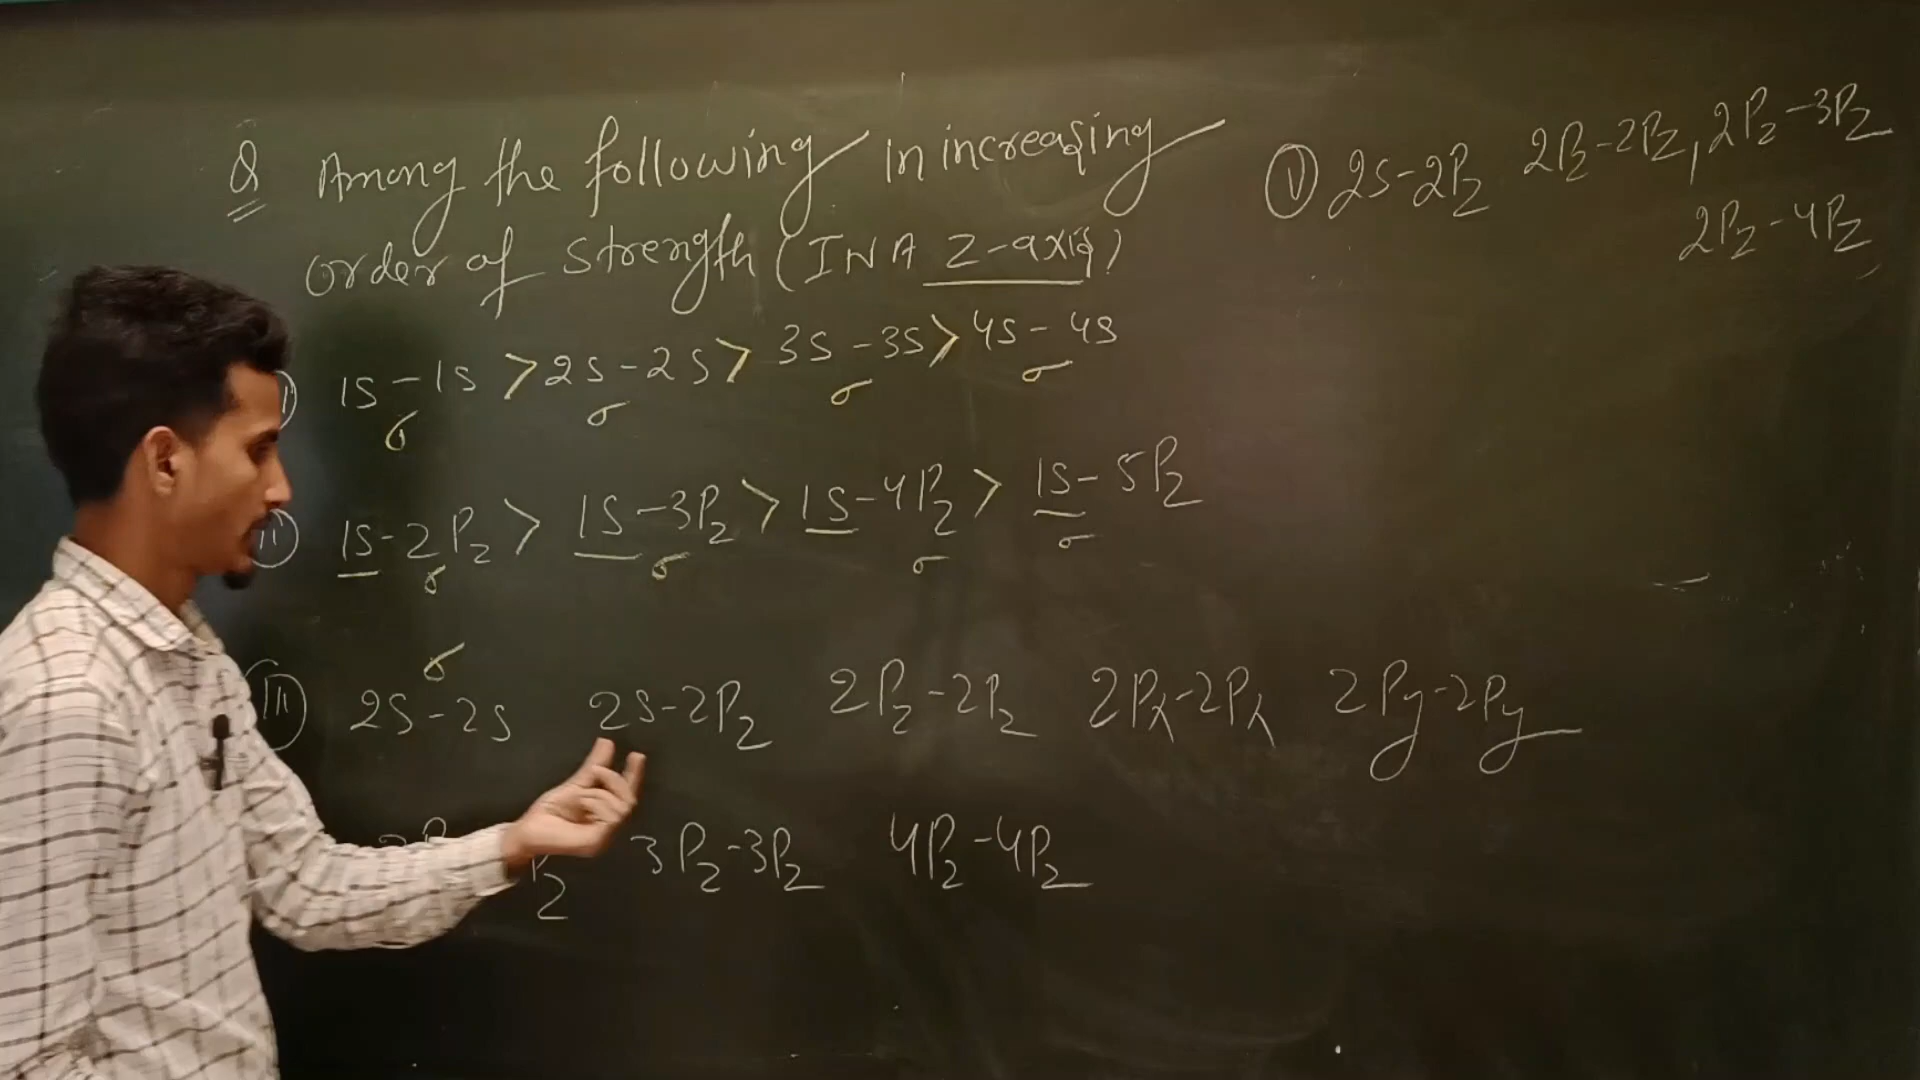 Q Among the following in increasing
order of strength (IN A Z-axis)
1s-1s > 2s-2s > 3s-3s > 4s-4s
σ σ σ σ
II 1s-2Pz > 1s-3Pz > 1s-4Pz > 1s-5Pz
σ σ σ σ
σ
III 2s-2s 2s-2Pz 2Pz-2Pz 2Px-2Px 2Py-2Py
3Pz-3Pz 4Pz-4Pz
V 2s-2Pz 2Pz-2Pz, 2Pz-3Pz
2Pz-4Pz